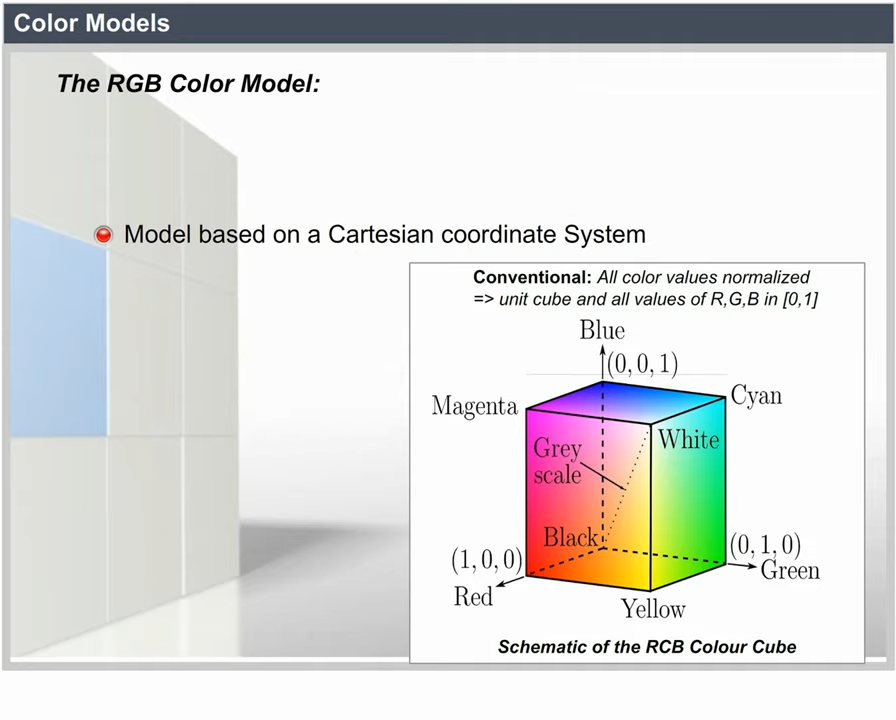 Color Models
The RGB Color Model:
Model based on a Cartesian coordinate System
Conventional: All color values normalized
=> unit cube and all values of R,G,B in [0,1]
Blue
(0, 0, 1)
Magenta
Cyan
White
Grey
scale
Black
(1, 0, 0)
(0, 1, 0)
Red
Green
Yellow
Schematic of the RCB Colour Cube